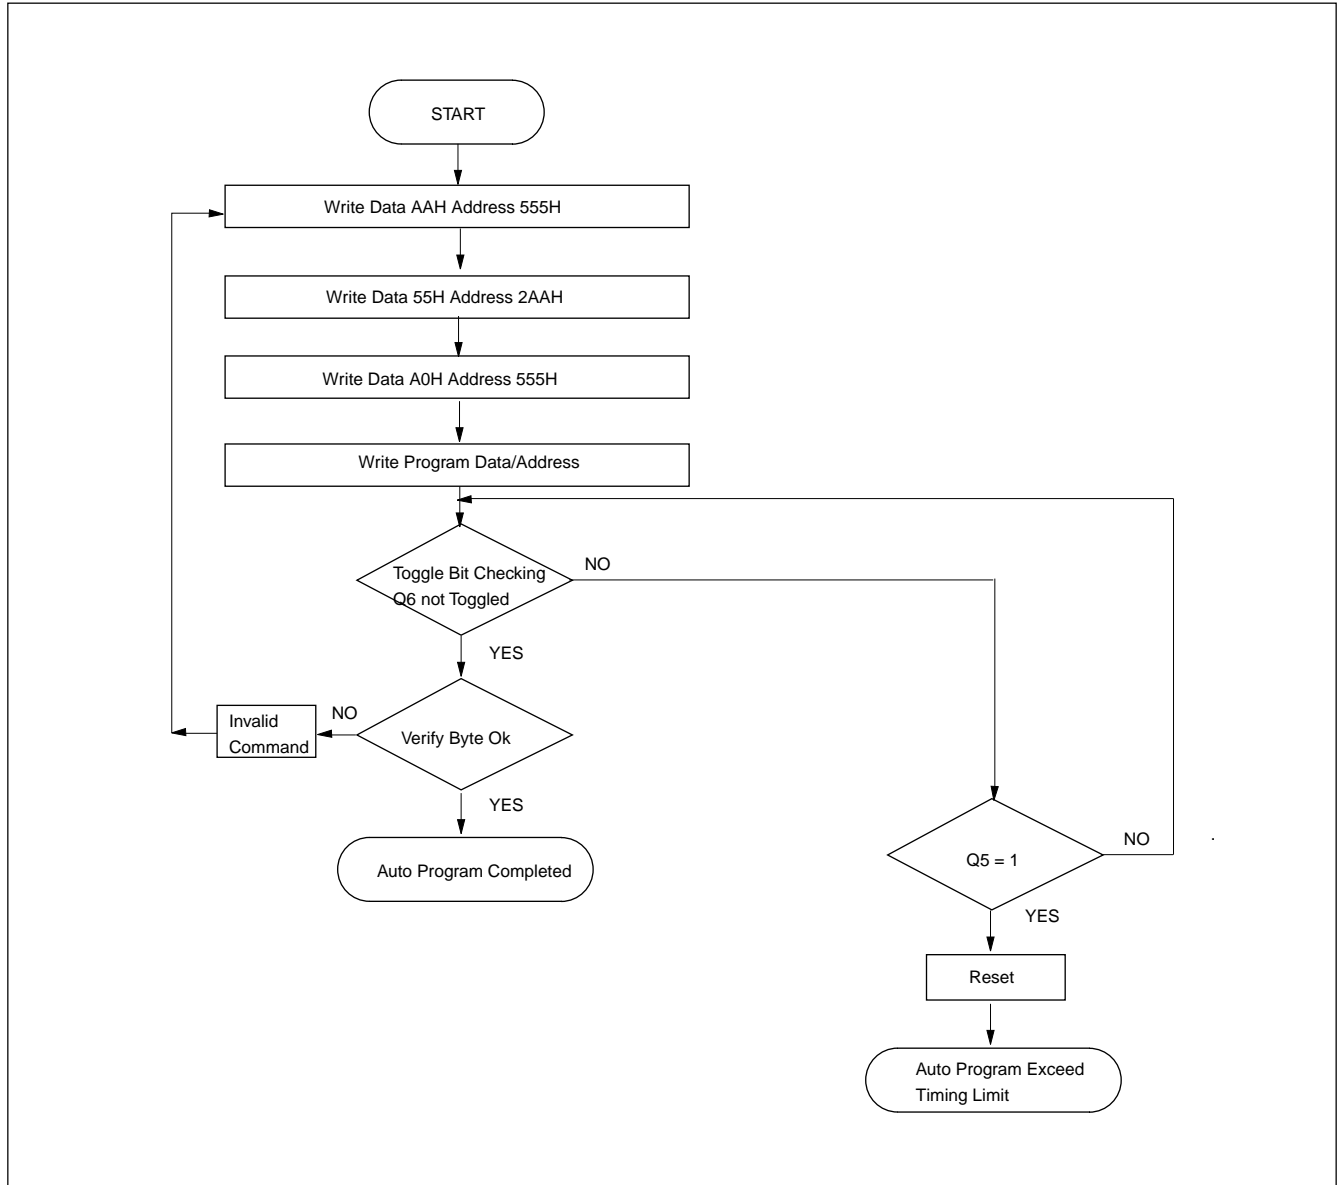 START
Write Data AAH Address 555H
Write Data 55H Address 2AAH
Write Data A0H Address 555H
Write Program Data/Address
Toggle Bit Checking
Q6 not Toggled
NO
YES
Invalid
Command
NO
Verify Byte Ok
YES
Auto Program Completed
Q5 = 1
NO
YES
Reset
Auto Program Exceed
Timing Limit